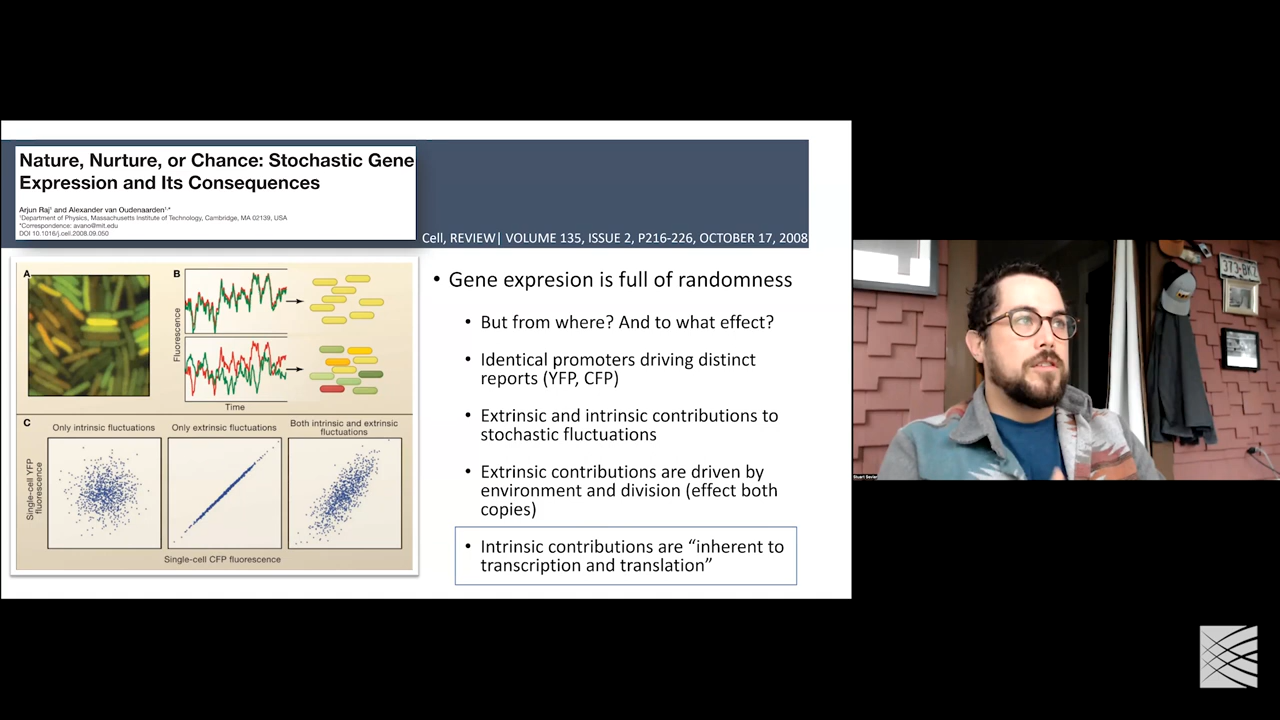 Nature, Nurture, or Chance: Stochastic Gene
Expression and Its Consequences
Arjun Raj¹ and Alexander van Oudenaarden¹,*
¹Department of Physics, Massachusetts Institute of Technology, Cambridge, MA 02139, USA
*Correspondence: avano@mit.edu
DOI 10.1016/j.cell.2008.09.050
Cell, REVIEW| VOLUME 135, ISSUE 2, P216-226, OCTOBER 17, 2008
A
B
Fluorescence
Time
C
Only intrinsic fluctuations
Only extrinsic fluctuations
Both intrinsic and extrinsic
fluctuations
Single-cell YFP
fluorescence
Single-cell CFP fluorescence
• Gene expresion is full of randomness
• But from where? And to what effect?
• Identical promoters driving distinct
reports (YFP, CFP)
• Extrinsic and intrinsic contributions to
stochastic fluctuations
• Extrinsic contributions are driven by
environment and division (effect both
copies)
• Intrinsic contributions are “inherent to
transcription and translation”